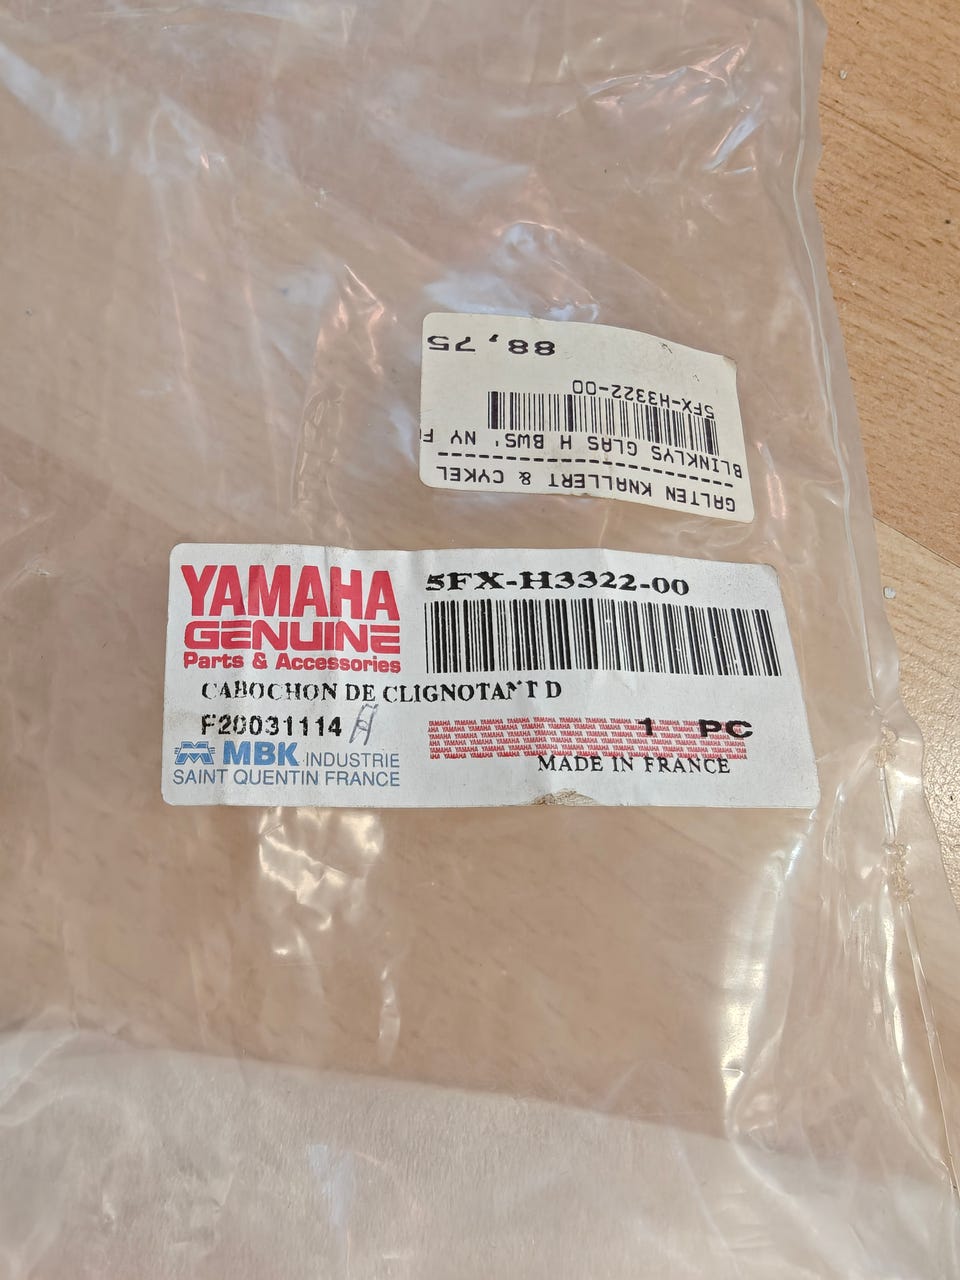 GALTEN KNALLERT & CYKEL
------------------------
BLINKLYS GLAS H BWS' NY
5FX-H3322-00
88,75
YAMAHA
GENUINE
Parts & Accessories
5FX-H3322-00
CABOCHON DE CLIGNOTANT D
F20031114
1 PC
MBK INDUSTRIE
SAINT QUENTIN FRANCE
MADE IN FRANCE